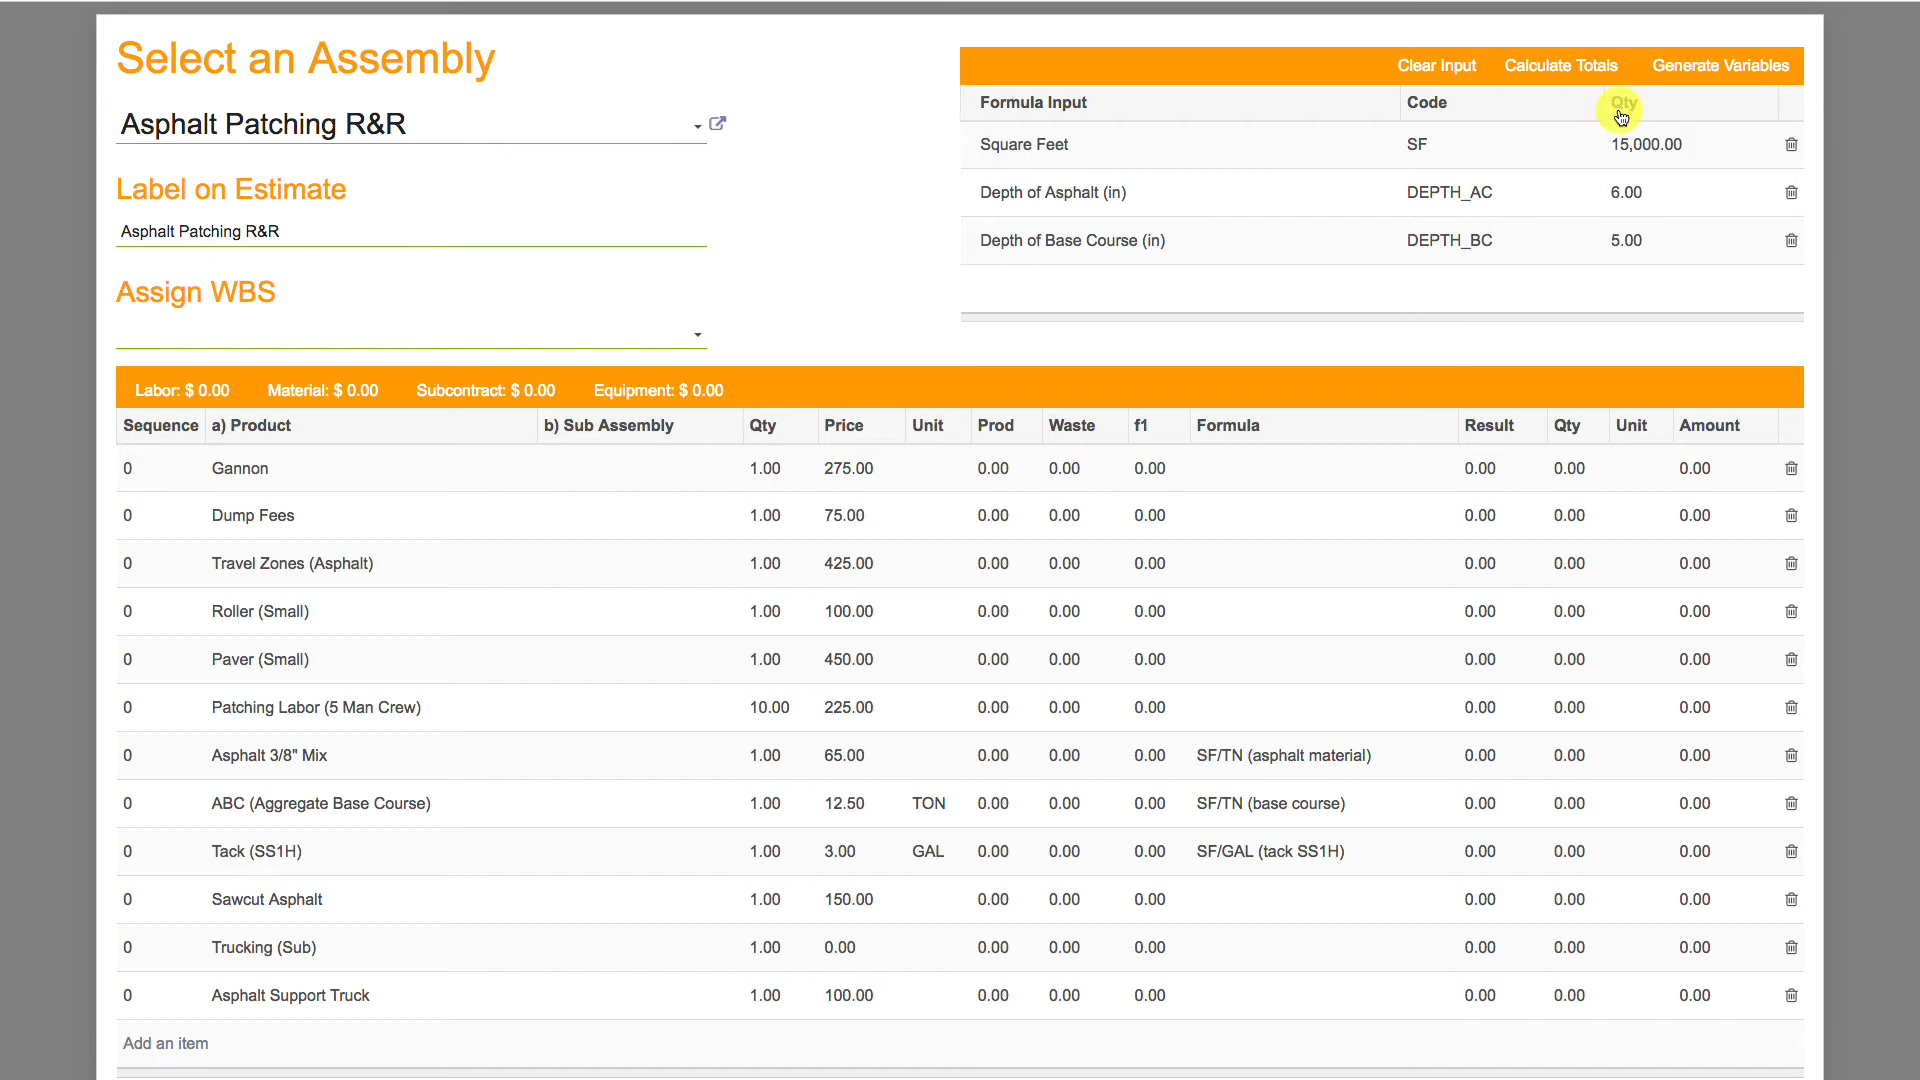 Select an Assembly
Asphalt Patching R&R
Label on Estimate
Asphalt Patching R&R
Assign WBS
Clear Input Calculate Totals Generate Variables
Formula Input Code Qty
Square Feet SF 15,000.00
Depth of Asphalt (in) DEPTH_AC 6.00
Depth of Base Course (in) DEPTH_BC 5.00
Labor: $ 0.00 Material: $ 0.00 Subcontract: $ 0.00 Equipment: $ 0.00
Sequence a) Product b) Sub Assembly Qty Price Unit Prod Waste f1 Formula Result Qty Unit Amount
0 Gannon 1.00 275.00 0.00 0.00 0.00 0.00 0.00 0.00
0 Dump Fees 1.00 75.00 0.00 0.00 0.00 0.00 0.00 0.00
0 Travel Zones (Asphalt) 1.00 425.00 0.00 0.00 0.00 0.00 0.00 0.00
0 Roller (Small) 1.00 100.00 0.00 0.00 0.00 0.00 0.00 0.00
0 Paver (Small) 1.00 450.00 0.00 0.00 0.00 0.00 0.00 0.00
0 Patching Labor (5 Man Crew) 10.00 225.00 0.00 0.00 0.00 0.00 0.00 0.00
0 Asphalt 3/8" Mix 1.00 65.00 0.00 0.00 0.00 SF/TN (asphalt material) 0.00 0.00 0.00
0 ABC (Aggregate Base Course) 1.00 12.50 TON 0.00 0.00 0.00 SF/TN (base course) 0.00 0.00 0.00
0 Tack (SS1H) 1.00 3.00 GAL 0.00 0.00 0.00 SF/GAL (tack SS1H) 0.00 0.00 0.00
0 Sawcut Asphalt 1.00 150.00 0.00 0.00 0.00 0.00 0.00 0.00
0 Trucking (Sub) 1.00 0.00 0.00 0.00 0.00 0.00 0.00 0.00
0 Asphalt Support Truck 1.00 100.00 0.00 0.00 0.00 0.00 0.00 0.00
Add an item